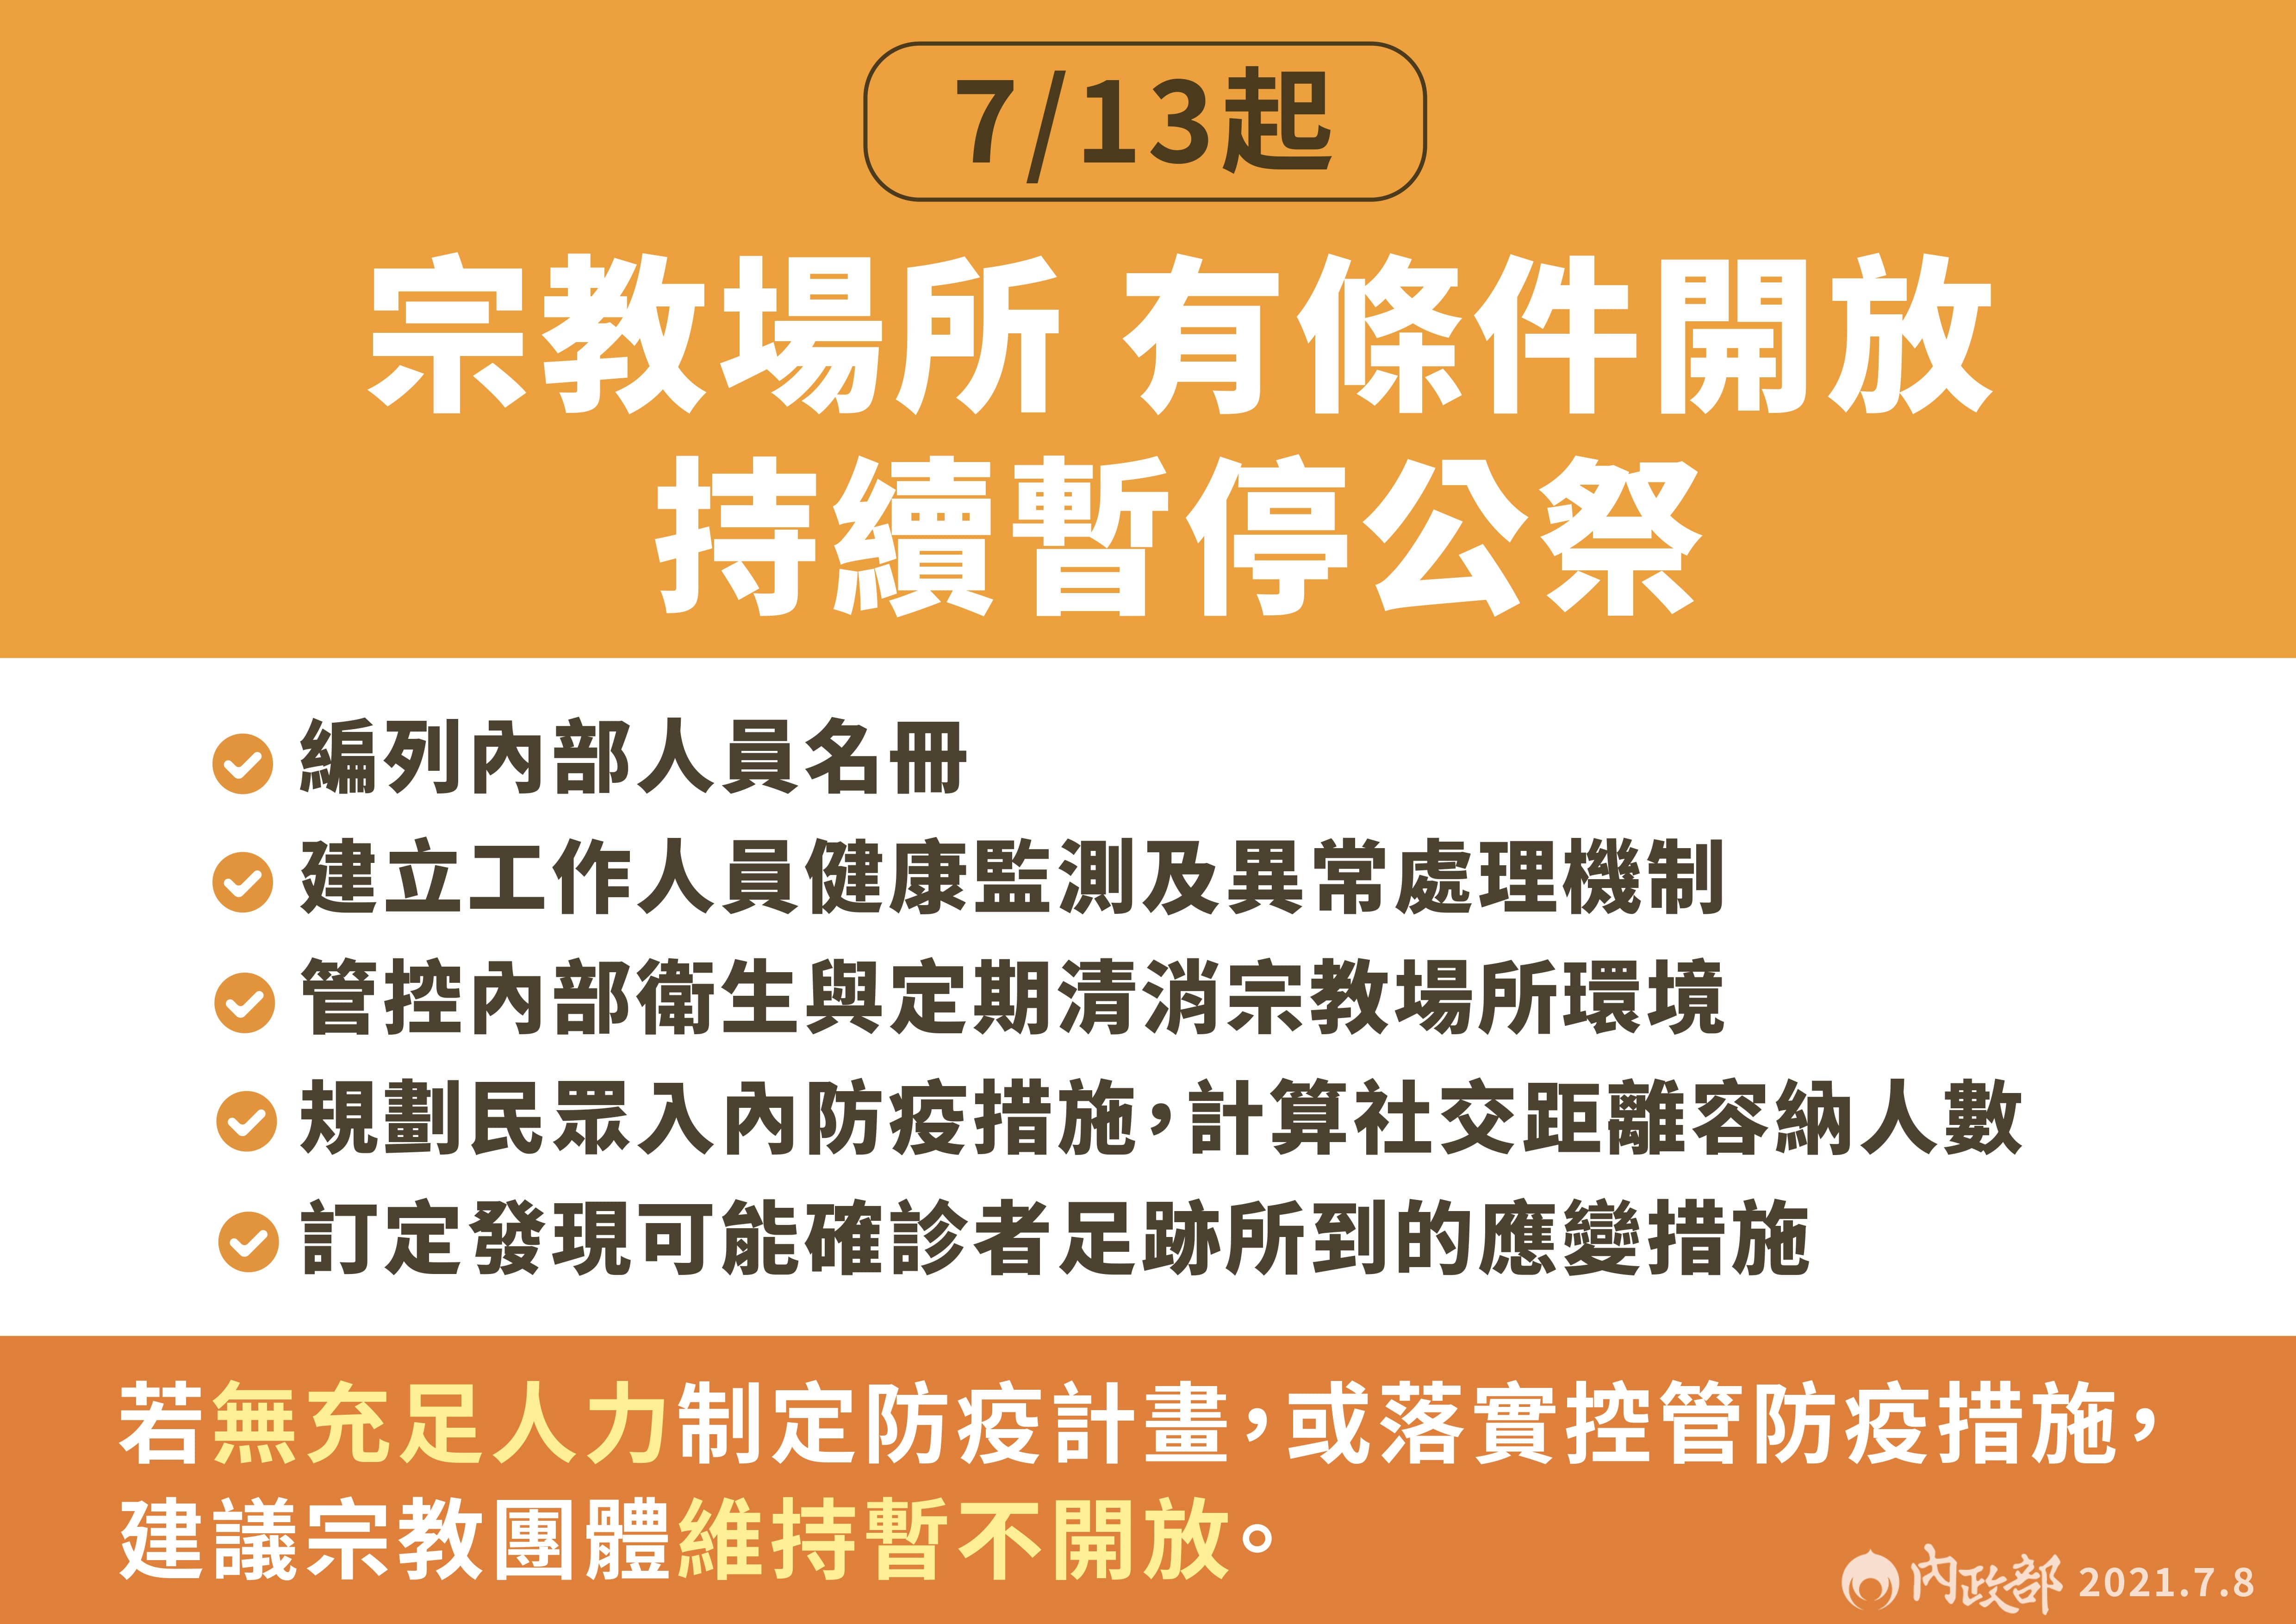 7/13起
宗教場所 有條件開放
持續暫停公祭
編列內部人員名冊
建立工作人員健康監測及異常處理機制
管控內部衛生與定期清消宗教場所環境
規劃民眾入內防疫措施，計算社交距離容納人數
訂定發現可能確診者足跡所到的應變措施
若無充足人力制定防疫計畫，或落實控管防疫措施，
建議宗教團體維持暫不開放。
內政部 2021.7.8